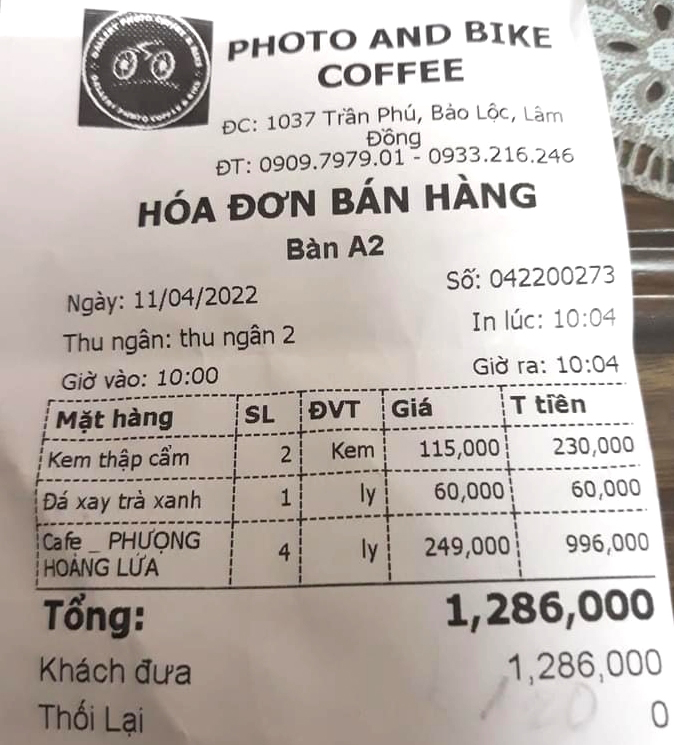 PHOTO AND BIKE
COFFEE
ĐC: 1037 Trần Phú, Bảo Lộc, Lâm
Đồng
ĐT: 0909.7979.01 - 0933.216.246
HÓA ĐƠN BÁN HÀNG
Bàn A2
Ngày: 11/04/2022 Số: 042200273
Thu ngân: thu ngân 2 In lúc: 10:04
Giờ vào: 10:00 Giờ ra: 10:04
Mặt hàng SL ĐVT Giá T tiền
Kem thập cẩm 2 Kem 115,000 230,000
Đá xay trà xanh 1 ly 60,000 60,000
Cafe _ PHƯỢNG
HOÀNG LỬA 4 ly 249,000 996,000
Tổng: 1,286,000
Khách đưa 1,286,000
Thối Lại 0